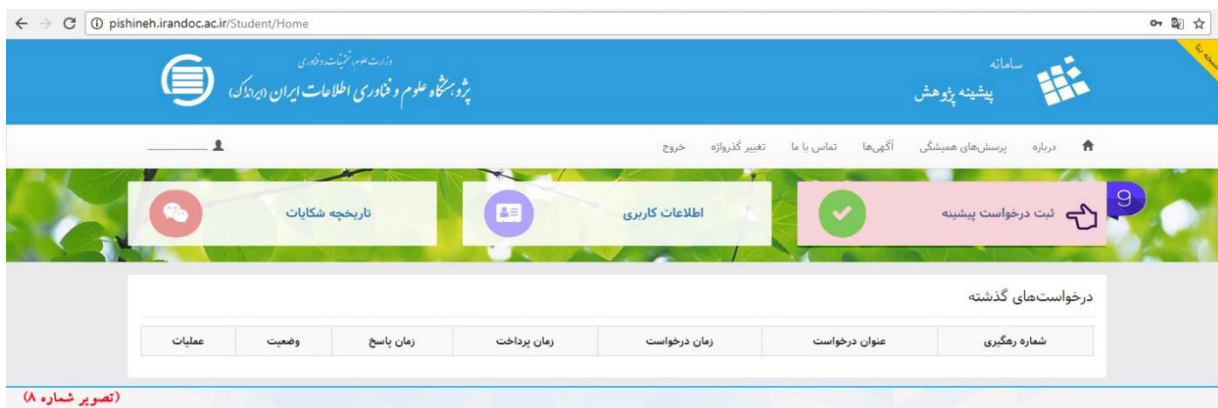 pishineh.irandoc.ac.ir/Student/Home
سامانه
پیشینه پژوهش
وزارت علوم، تحقیقات، و فناوری
پژوهشگاه علوم و فناوری اطلاعات ایران (ایرانداک)
درباره پرسش‌های همیشگی آگهی‌ها تماس با ما تغییر گذرواژه خروج
9
ثبت درخواست پیشینه
اطلاعات کاربری
تاریخچه شکایات
درخواست‌های گذشته
شماره رهگیری عنوان درخواست زمان درخواست زمان پرداخت زمان پاسخ وضعیت عملیات
(تصویر شماره ۸)